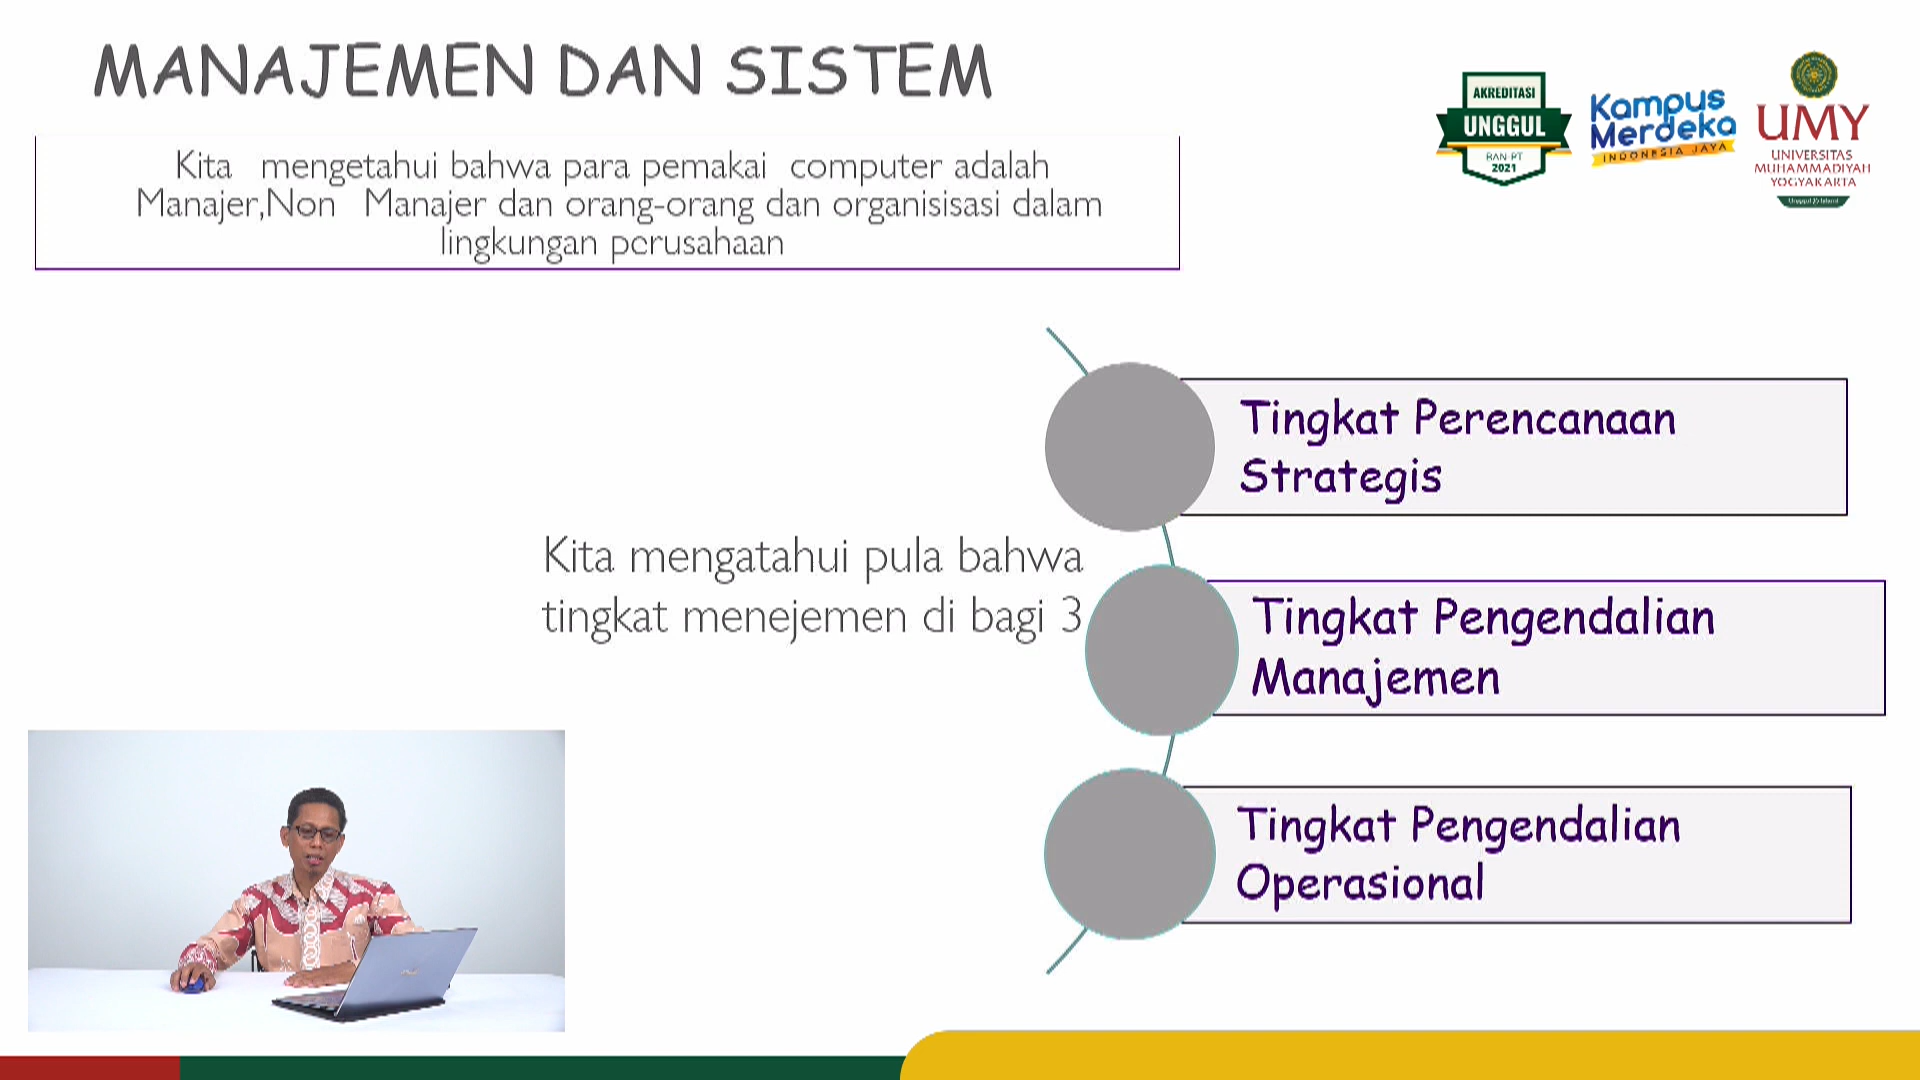 MANAJEMEN DAN SISTEM
Kita mengetahui bahwa para pemakai computer adalah
Manajer,Non Manajer dan orang-orang dan organisisasi dalam
lingkungan perusahaan
AKREDITASI
UNGGUL
BAN-PT
2021
Kampus
Merdeka
INDONESIA JAYA
UMY
UNIVERSITAS
MUHAMMADIYAH
YOGYAKARTA
Unggul & Islami
Tingkat Perencanaan
Strategis
Kita mengatahui pula bahwa
tingkat menejemen di bagi 3
Tingkat Pengendalian
Manajemen
Tingkat Pengendalian
Operasional